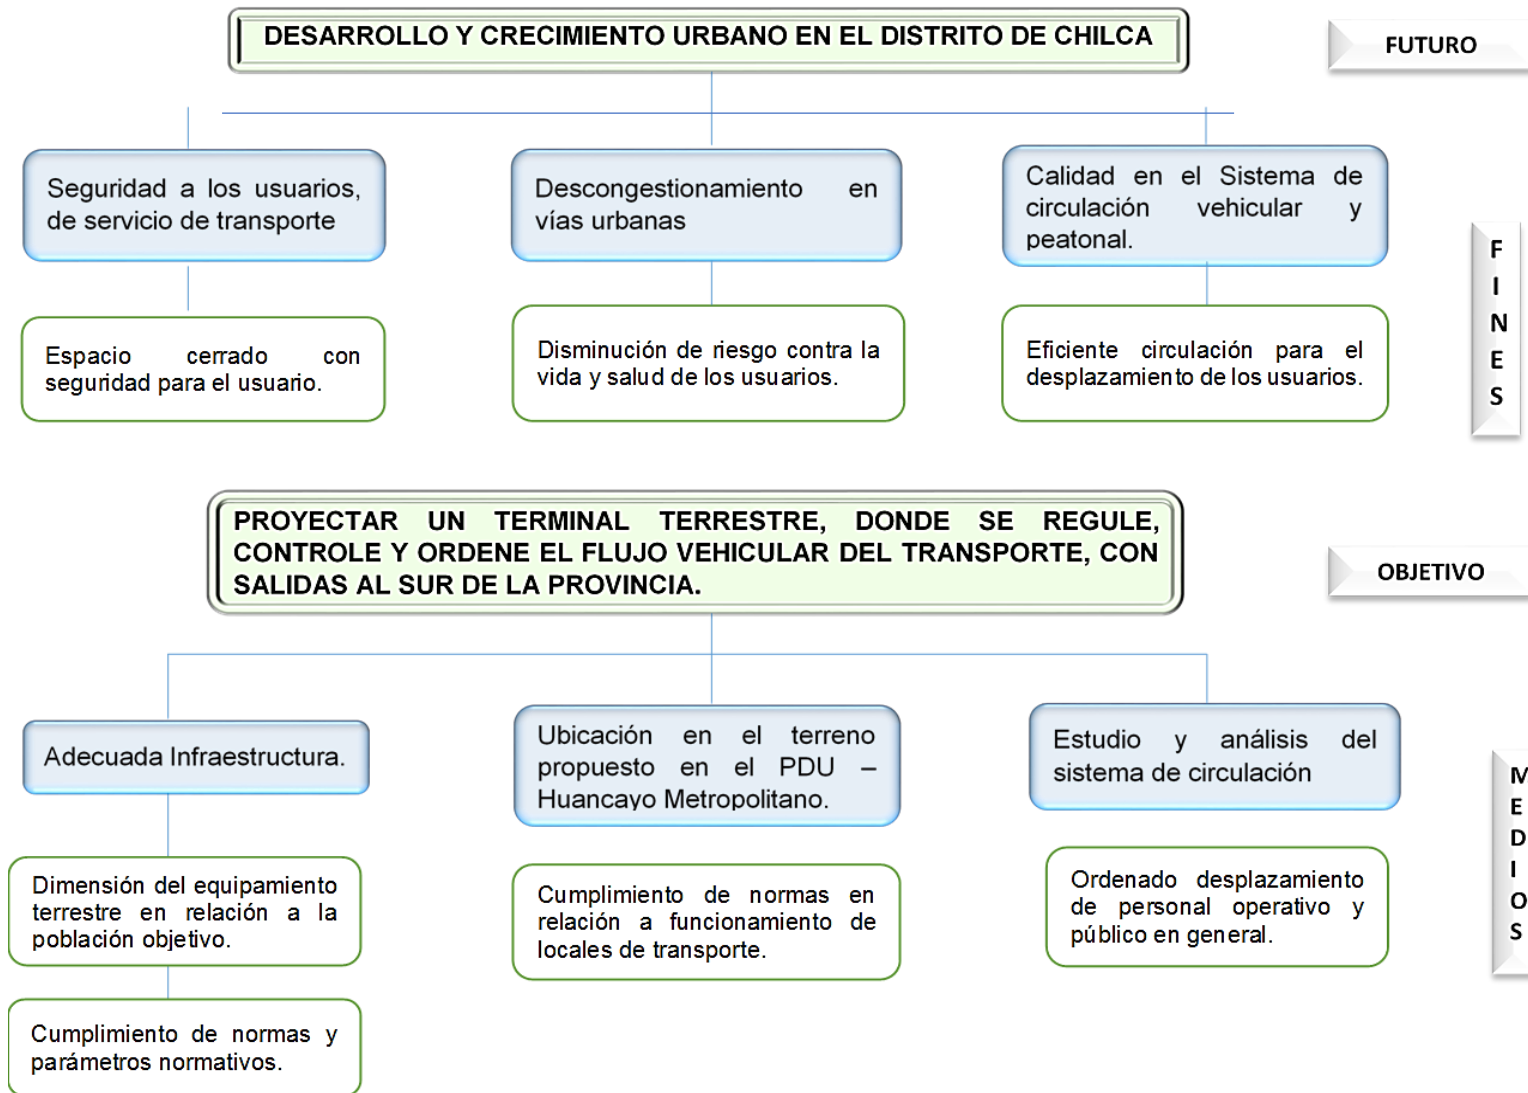 DESARROLLO Y CRECIMIENTO URBANO EN EL DISTRITO DE CHILCA
FUTURO
Seguridad a los usuarios,
de servicio de transporte
Descongestionamiento en
vías urbanas
Calidad en el Sistema de
circulación vehicular y
peatonal.
Espacio cerrado con
seguridad para el usuario.
Disminución de riesgo contra la
vida y salud de los usuarios.
Eficiente circulación para el
desplazamiento de los usuarios.
F
I
N
E
S
PROYECTAR UN TERMINAL TERRESTRE, DONDE SE REGULE,
CONTROLE Y ORDENE EL FLUJO VEHICULAR DEL TRANSPORTE, CON
SALIDAS AL SUR DE LA PROVINCIA.
OBJETIVO
Adecuada Infraestructura.
Ubicación en el terreno
propuesto en el PDU –
Huancayo Metropolitano.
Estudio y análisis del
sistema de circulación
Dimensión del equipamiento
terrestre en relación a la
población objetivo.
Cumplimiento de normas en
relación a funcionamiento de
locales de transporte.
Ordenado desplazamiento
de personal operativo y
público en general.
Cumplimiento de normas y
parámetros normativos.
M
E
D
I
O
S